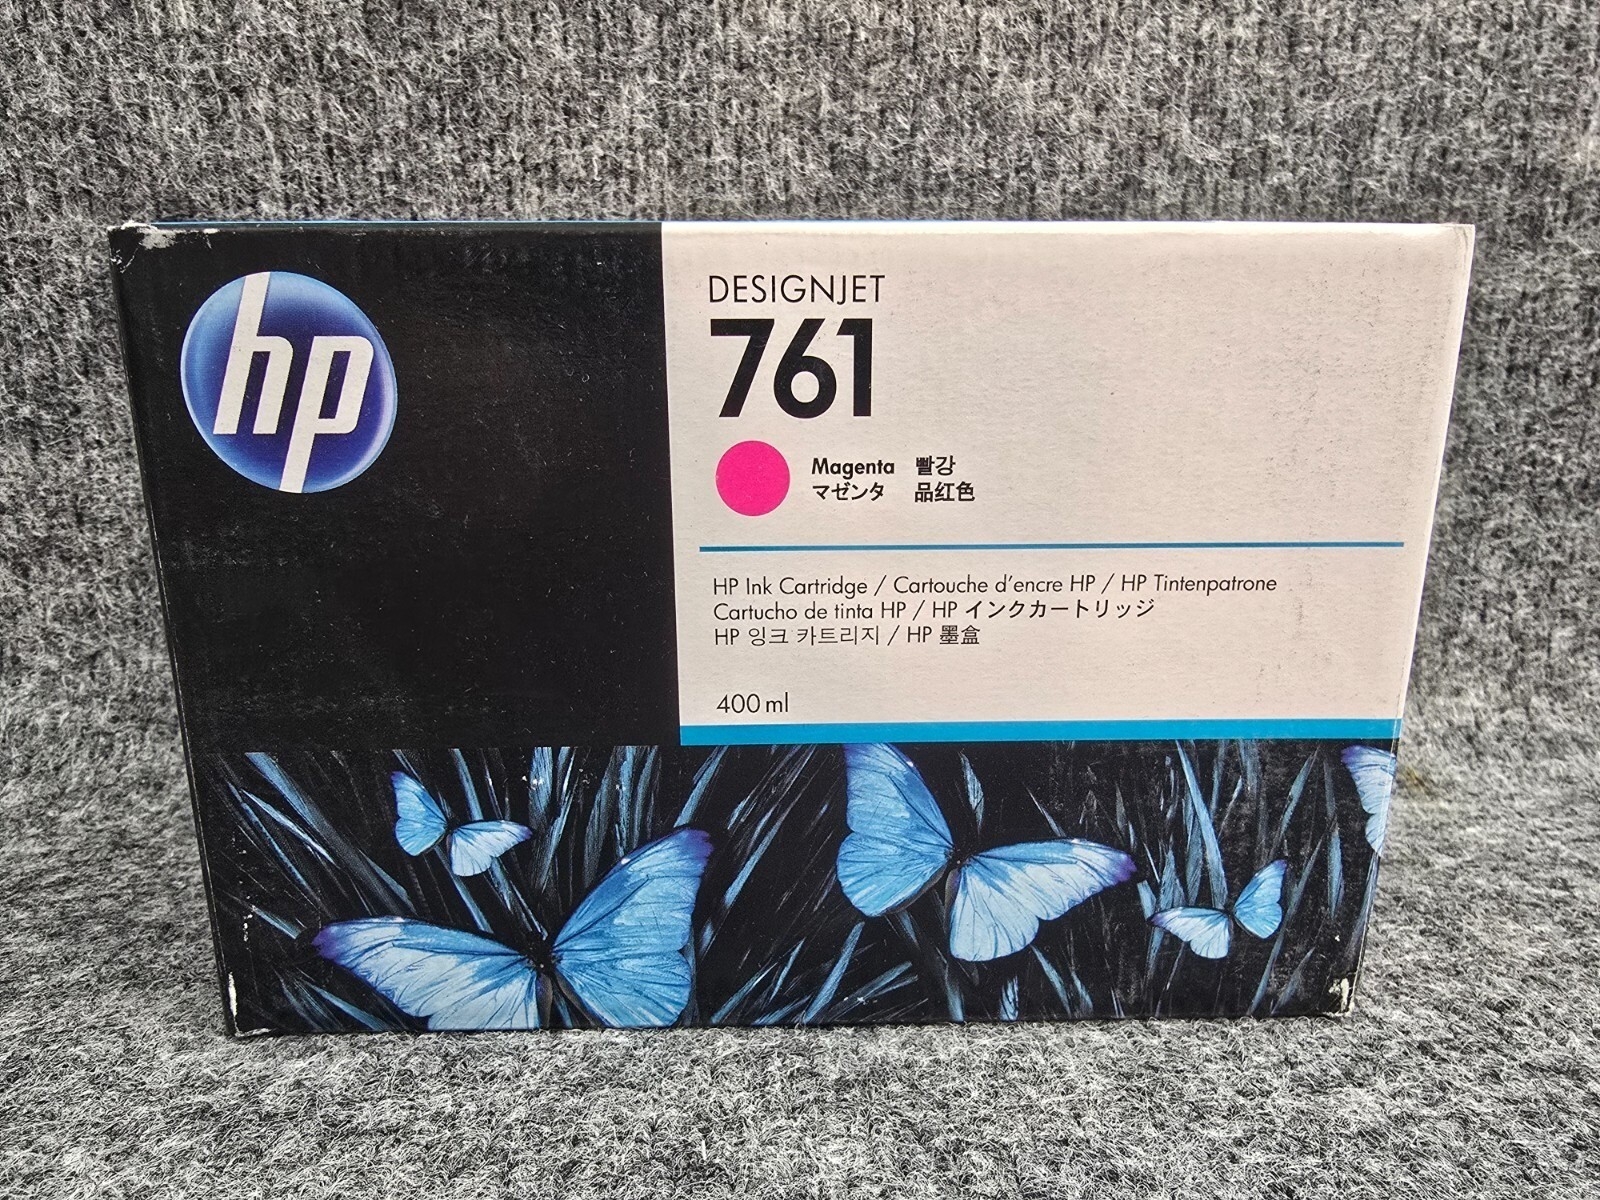 hp
DESIGNJET
761
Magenta 빨강
マゼンタ 品红色
HP Ink Cartridge / Cartouche d'encre HP / HP Tintenpatrone
Cartucho de tinta HP / HP インクカートリッジ
HP 잉크 카트리지 / HP 墨盒
400 ml